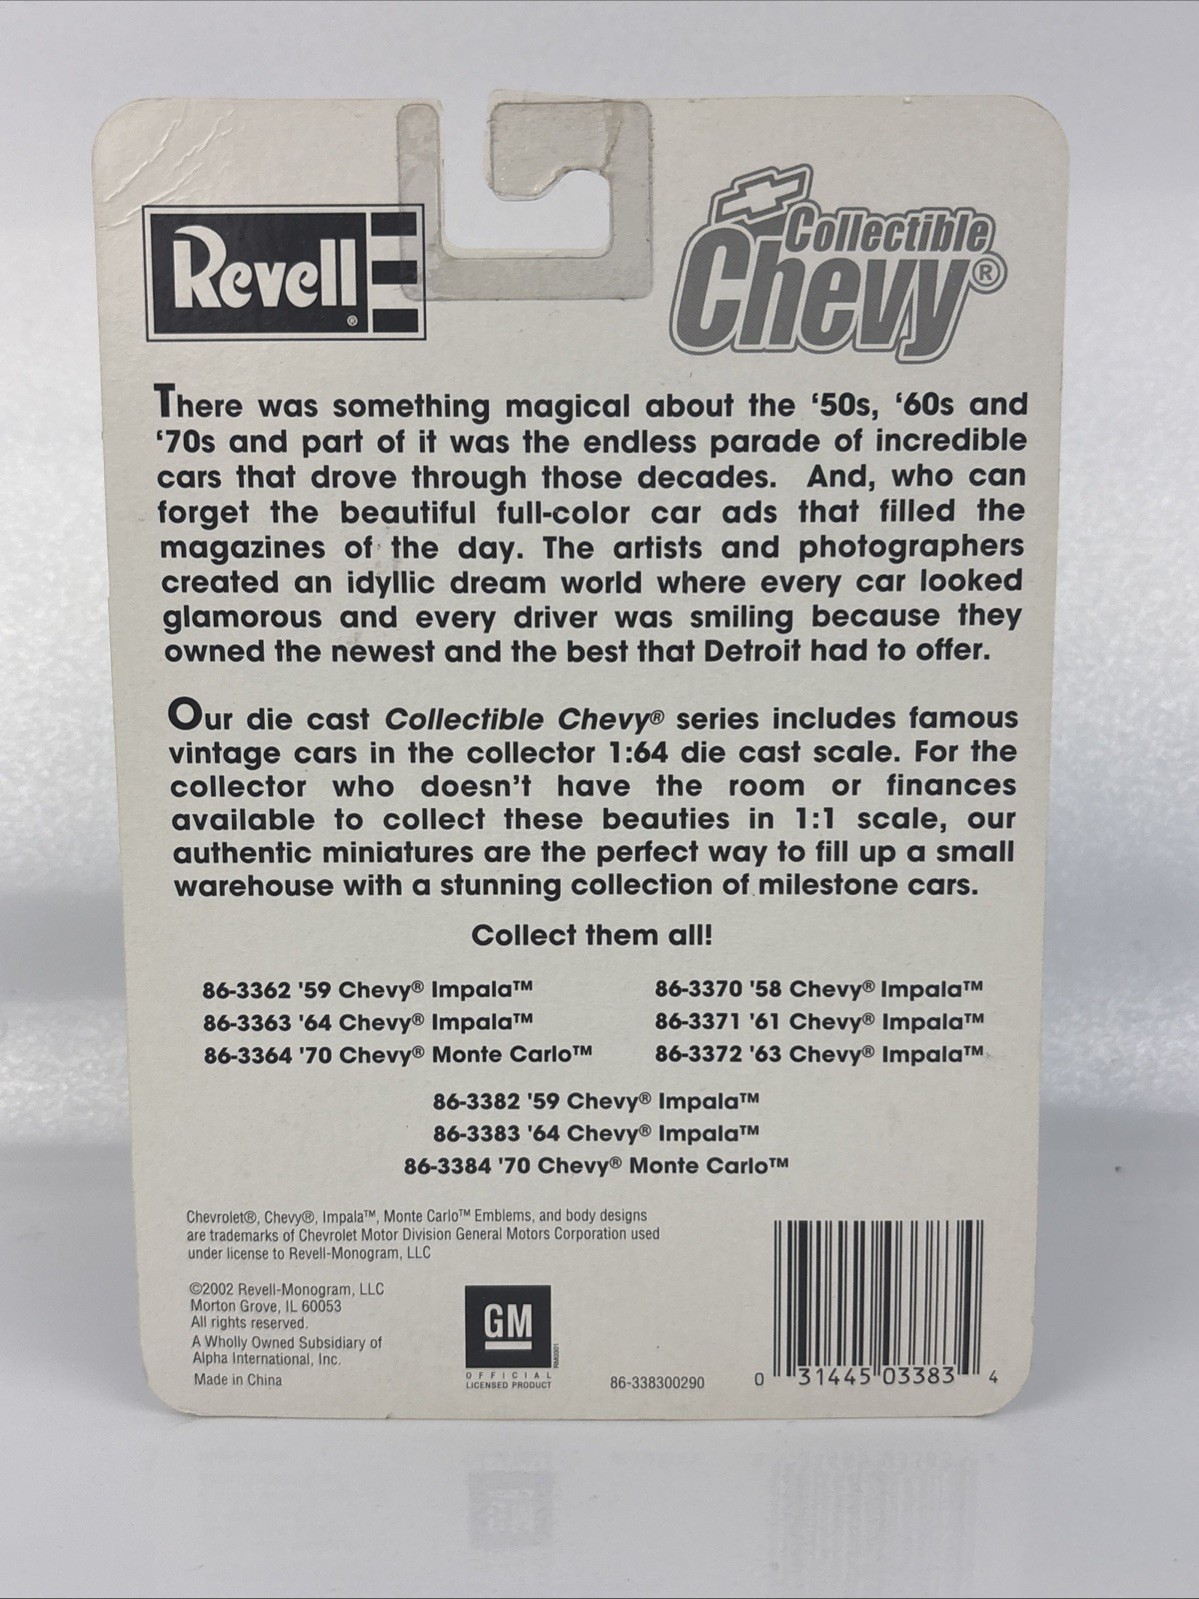 Revell®
Collectible
Chevy®
There was something magical about the ‘50s, ‘60s and
‘70s and part of it was the endless parade of incredible
cars that drove through those decades. And, who can
forget the beautiful full-color car ads that filled the
magazines of the day. The artists and photographers
created an idyllic dream world where every car looked
glamorous and every driver was smiling because they
owned the newest and the best that Detroit had to offer.
Our die cast Collectible Chevy® series includes famous
vintage cars in the collector 1:64 die cast scale. For the
collector who doesn't have the room or finances
available to collect these beauties in 1:1 scale, our
authentic miniatures are the perfect way to fill up a small
warehouse with a stunning collection of milestone cars.
Collect them all!
86-3362 '59 Chevy® Impala™
86-3363 '64 Chevy® Impala™
86-3364 '70 Chevy® Monte Carlo™
86-3370 '58 Chevy® Impala™
86-3371 '61 Chevy® Impala™
86-3372 '63 Chevy® Impala™
86-3382 '59 Chevy® Impala™
86-3383 '64 Chevy® Impala™
86-3384 '70 Chevy® Monte Carlo™
Chevrolet®, Chevy®, Impala™, Monte Carlo™ Emblems, and body designs
are trademarks of Chevrolet Motor Division General Motors Corporation used
under license to Revell-Monogram, LLC
©2002 Revell-Monogram, LLC
Morton Grove, IL 60053
All rights reserved.
A Wholly Owned Subsidiary of
Alpha International, Inc.
Made in China
GM
OFFICIAL
LICENSED PRODUCT
86-338300290
0 31445 03383 4